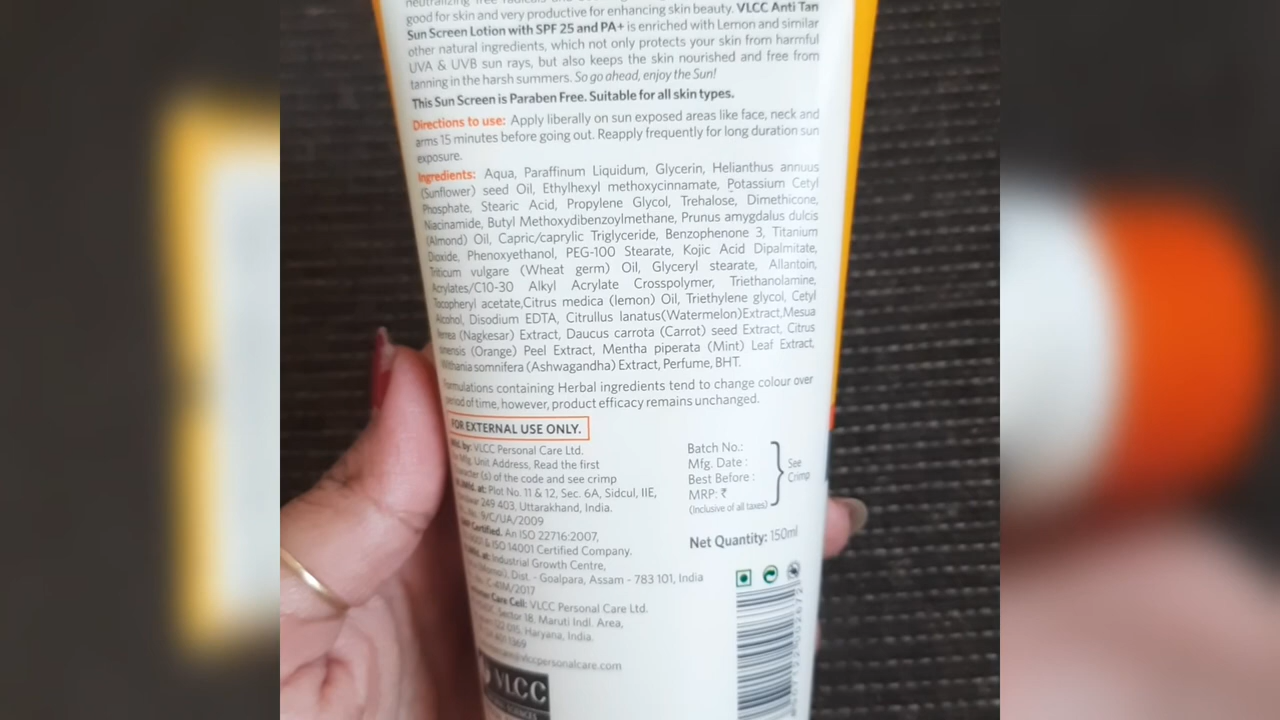 good for skin and very productive for enhancing skin beauty. VLCC Anti Tan
Sun Screen Lotion with SPF 25 and PA+ is enriched with Lemon and similar
other natural ingredients, which not only protects your skin from harmful
UVA & UVB sun rays, but also keeps the skin nourished and free from
tanning in the harsh summers. So go ahead, enjoy the Sun!
This Sun Screen is Paraben Free. Suitable for all skin types.
Directions to use: Apply liberally on sun exposed areas like face, neck and
arms 15 minutes before going out. Reapply frequently for long duration sun
exposure.
Ingredients: Aqua, Paraffinum Liquidum, Glycerin, Helianthus annuus
(Sunflower) seed Oil, Ethylhexyl methoxycinnamate, Potassium Cetyl
Phosphate, Stearic Acid, Propylene Glycol, Trehalose, Dimethicone,
Niacinamide, Butyl Methoxydibenzoylmethane, Prunus amygdalus dulcis
(Almond) Oil, Capric/caprylic Triglyceride, Benzophenone 3, Titanium
Dioxide, Phenoxyethanol, PEG-100 Stearate, Kojic Acid Dipalmitate,
Triticum vulgare (Wheat germ) Oil, Glyceryl stearate, Allantoin,
Acrylates/C10-30 Alkyl Acrylate Crosspolymer, Triethanolamine,
Tocopheryl acetate,Citrus medica (lemon) Oil, Triethylene glycol, Cetyl
Alcohol, Disodium EDTA, Citrullus lanatus(Watermelon)Extract,Mesua
(Nagkesar) Extract, Daucus carrota (Carrot) seed Extract, Citrus
(Orange) Peel Extract, Mentha piperata (Mint) Leaf Extract,
somnifera (Ashwagandha) Extract, Perfume, BHT.
Formulations containing Herbal ingredients tend to change colour over
period of time, however, product efficacy remains unchanged.
FOR EXTERNAL USE ONLY.
by: VLCC Personal Care Ltd.
Unit Address, Read the first
of the code and see crimp
at: Plot No. 11 & 12, Sec. 6A, Sidcul, IIE,
249 403, Uttarakhand, India.
9/C/UA/2009
Certified. An ISO 22716:2007,
& ISO 14001 Certified Company.
at: Industrial Growth Centre,
Dist. - Goalpara, Assam - 783 101, India
Care Cell: VLCC Personal Care Ltd.
Sector 18, Maruti Indl. Area,
Haryana, India.
Batch No.:
Mfg. Date :
Best Before :
MRP: ₹
(Inclusive of all taxes)
See
Crimp
Net Quantity: 150ml
VLCC